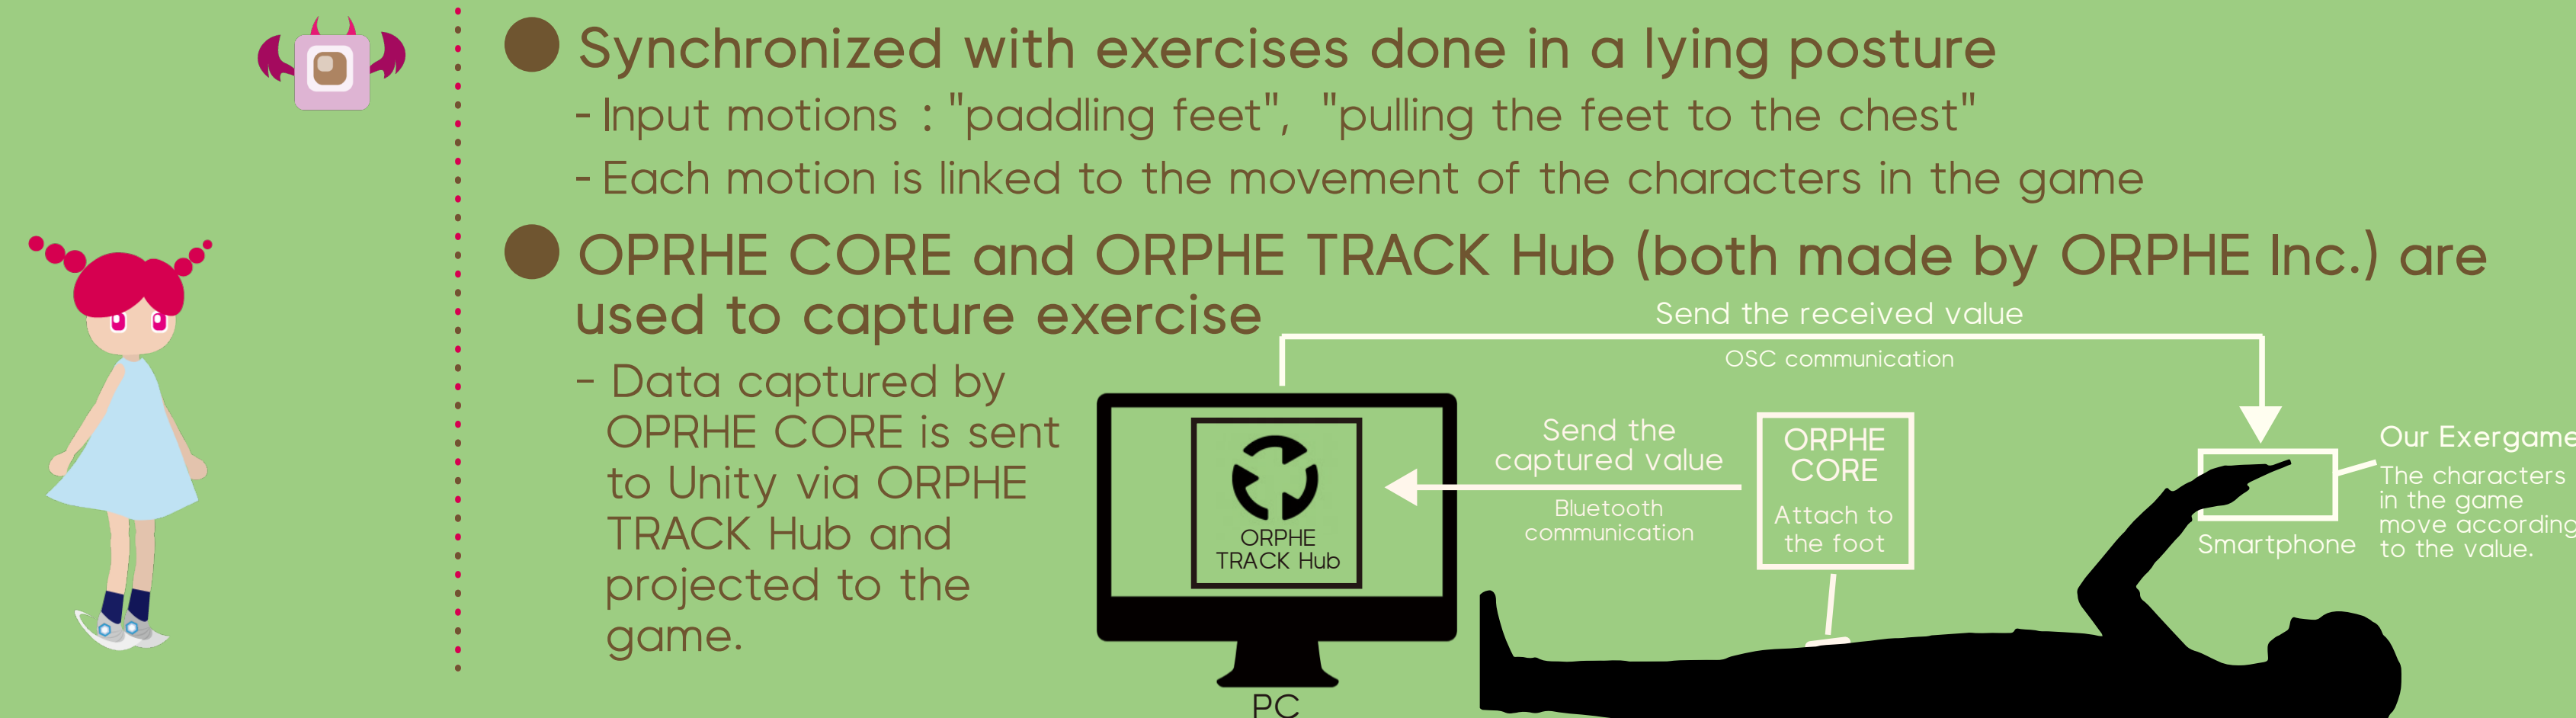 Synchronized with exercises done in a lying posture
- Input motions : "paddling feet", "pulling the feet to the chest"
- Each motion is linked to the movement of the characters in the game
OPRHE CORE and ORPHE TRACK Hub (both made by ORPHE Inc.) are
used to capture exercise
- Data captured by
OPRHE CORE is sent
to Unity via ORPHE
TRACK Hub and
projected to the
game.
Send the received value
OSC communication
ORPHE
TRACK Hub
PC
Send the
captured value
Bluetooth
communication
ORPHE
CORE
Attach to
the foot
Smartphone
Our Exergame
The characters
in the game
move according
to the value.